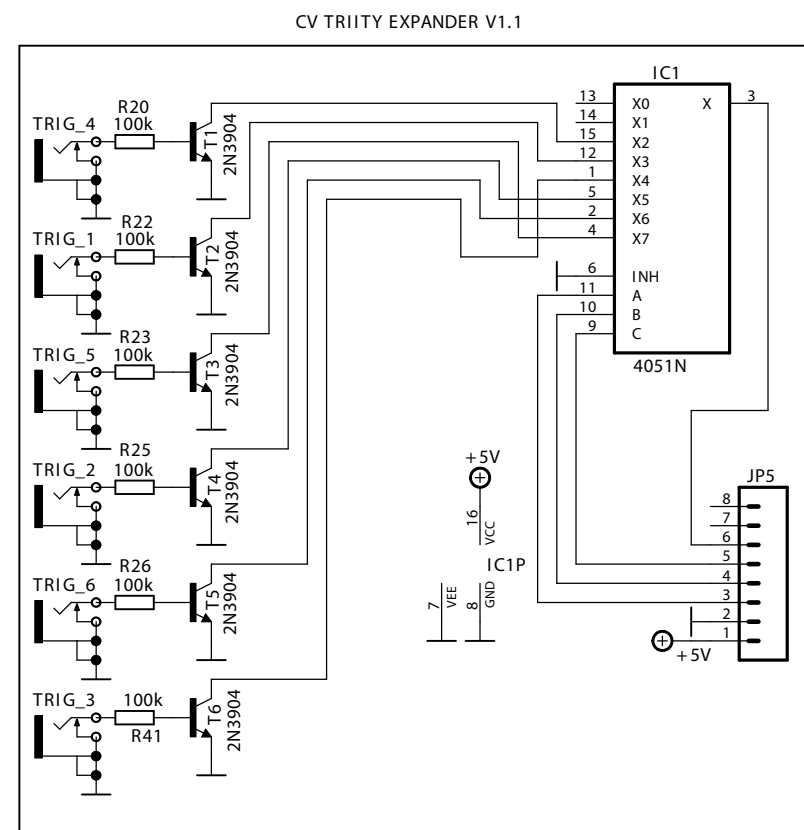 CV TRIITY EXPANDER V1.1
TRIG_4
R20
100k
T1
2N3904
TRIG_1
R22
100k
T2
2N3904
TRIG_5
R23
100k
T3
2N3904
TRIG_2
R25
100k
T4
2N3904
TRIG_6
R26
100k
T5
2N3904
TRIG_3
100k
R41
T6
2N3904
IC1
13 X0 X 3
14 X1
15 X2
12 X3
1 X4
5 X5
2 X6
4 X7
6 INH
11 A
10 B
9 C
4051N
+5V
16 VCC
IC1P
7 VEE
8 GND
JP5
8
7
6
5
4
3
2
1
+5V